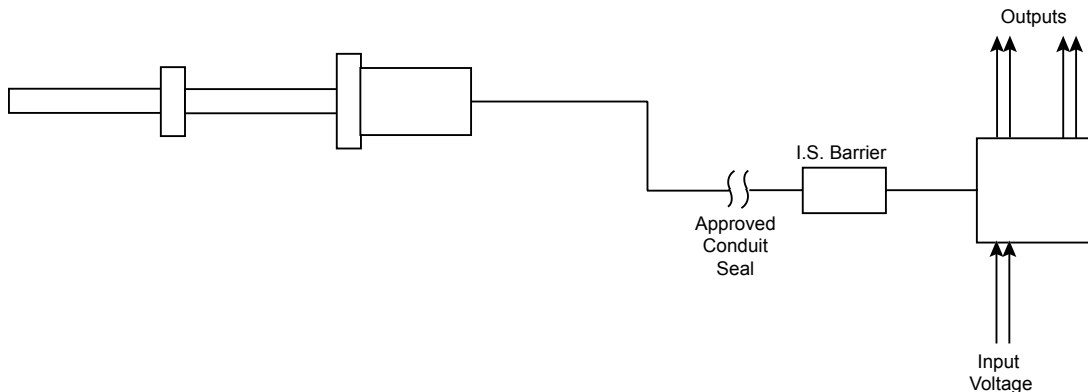 Outputs
I.S. Barrier
Approved
Conduit
Seal
Input
Voltage